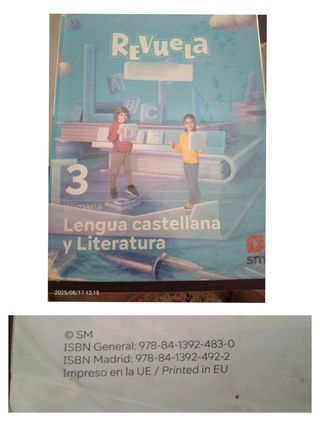 REVUELA
A
B
C
A
D
E
3
primaria
Lengua castellana
y Literatura
sm
2025/08/17 12:15
© SM
ISBN General: 978-84-1392-483-0
ISBN Madrid: 978-84-1392-492-2
Impreso en la UE / Printed in EU